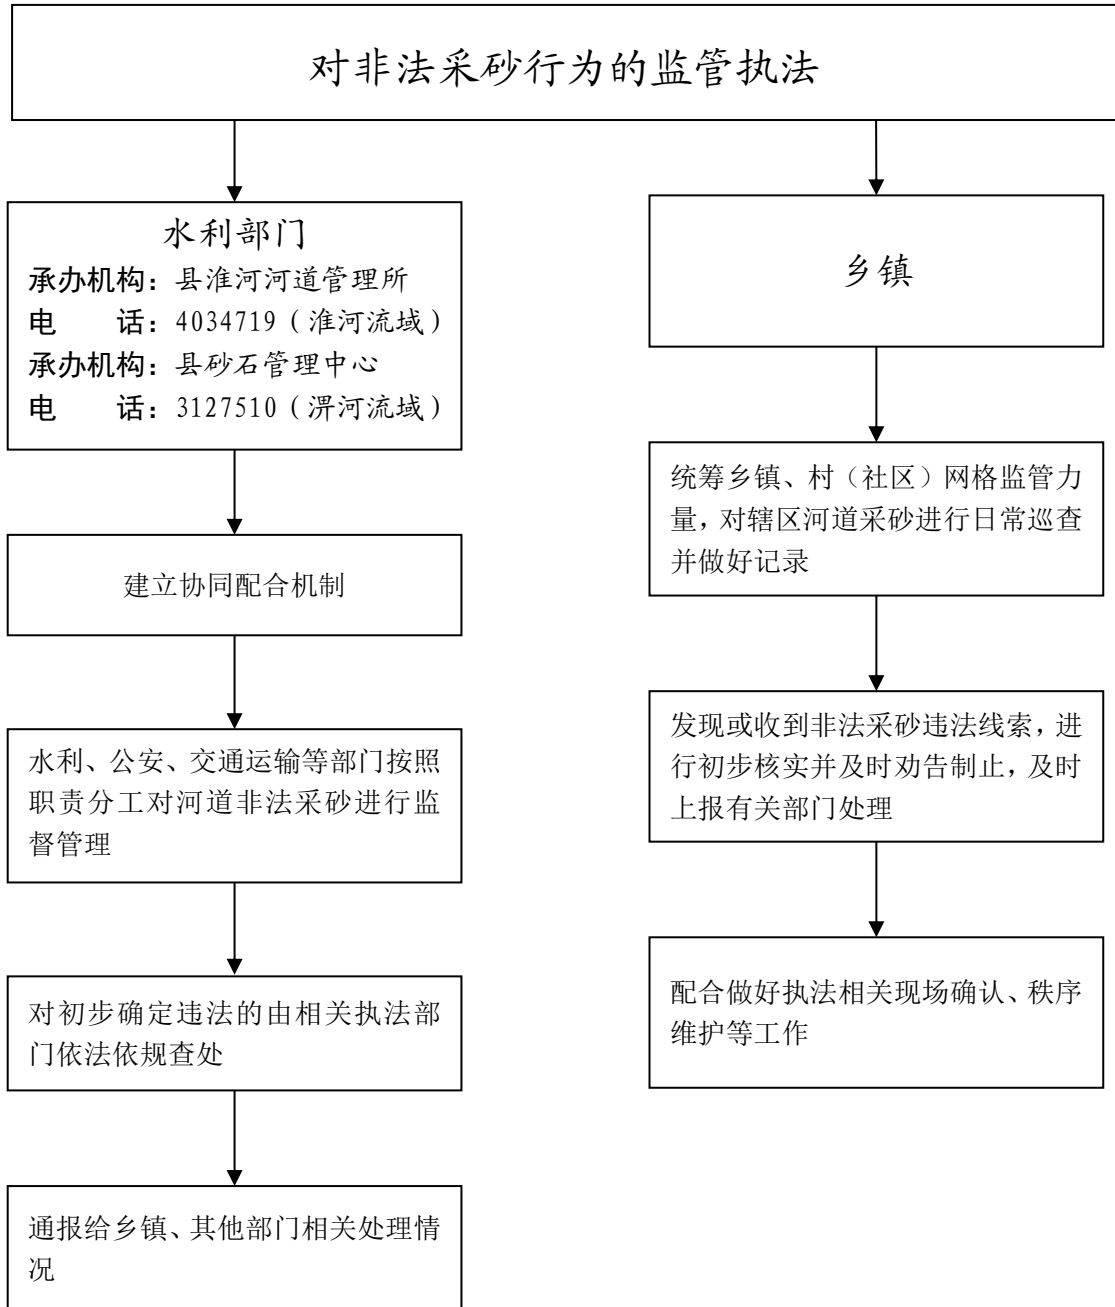 对非法采砂行为的监管执法
水利部门
承办机构：县淮河河道管理所
电　　话：4034719（淮河流域）
承办机构：县砂石管理中心
电　　话：3127510（淠河流域）
建立协同配合机制
水利、公安、交通运输等部门按照
职责分工对河道非法采砂进行监
督管理
对初步确定违法的由相关执法部
门依法依规查处
通报给乡镇、其他部门相关处理情
况
乡镇
统筹乡镇、村（社区）网格监管力
量，对辖区河道采砂进行日常巡查
并做好记录
发现或收到非法采砂违法线索，进
行初步核实并及时劝告制止，及时
上报有关部门处理
配合做好执法相关现场确认、秩序
维护等工作